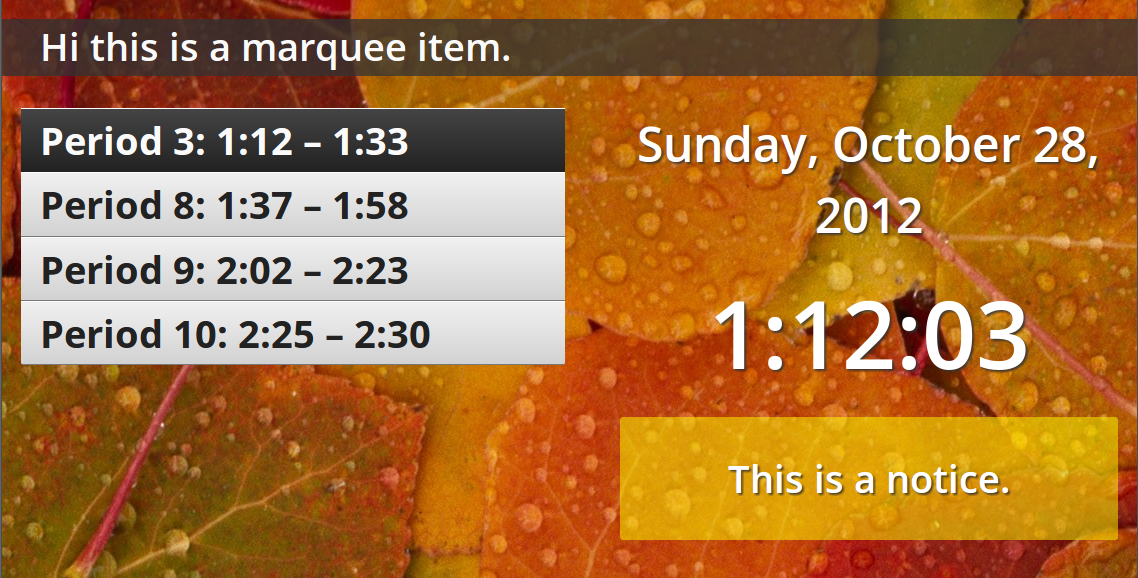 Hi this is a marquee item.
Period 3: 1:12 – 1:33
Period 8: 1:37 – 1:58
Period 9: 2:02 – 2:23
Period 10: 2:25 – 2:30
Sunday, October 28,
2012
1:12:03
This is a notice.